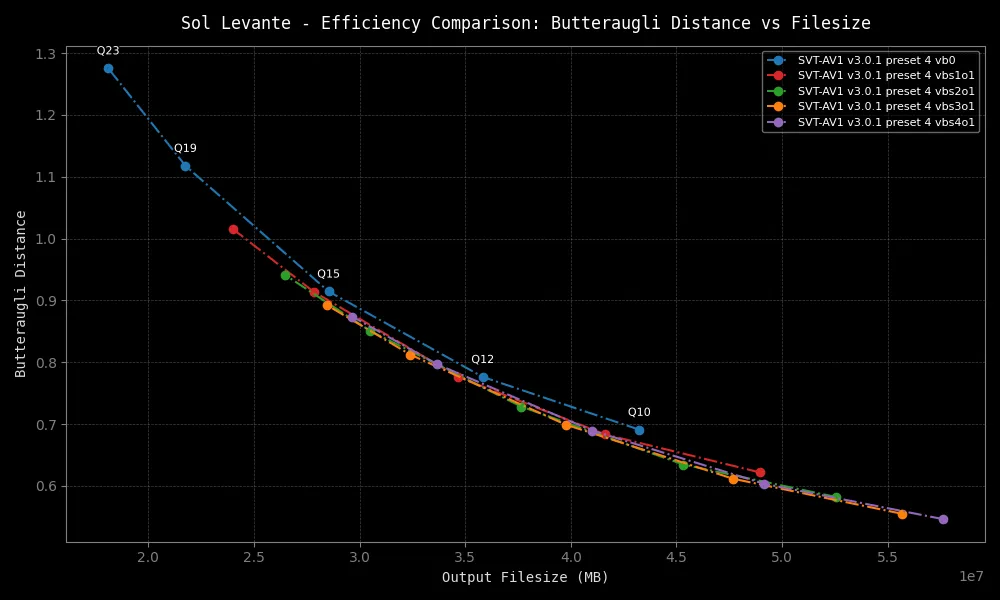 Sol Levante - Efficiency Comparison: Butteraugli Distance vs Filesize
Q23
Q19
Q15
Q12
Q10
SVT-AV1 v3.0.1 preset 4 vb0
SVT-AV1 v3.0.1 preset 4 vbs1o1
SVT-AV1 v3.0.1 preset 4 vbs2o1
SVT-AV1 v3.0.1 preset 4 vbs3o1
SVT-AV1 v3.0.1 preset 4 vbs4o1
Butteraugli Distance
1.3
1.2
1.1
1.0
0.9
0.8
0.7
0.6
2.0 2.5 3.0 3.5 4.0 4.5 5.0 5.5
1e7
Output Filesize (MB)